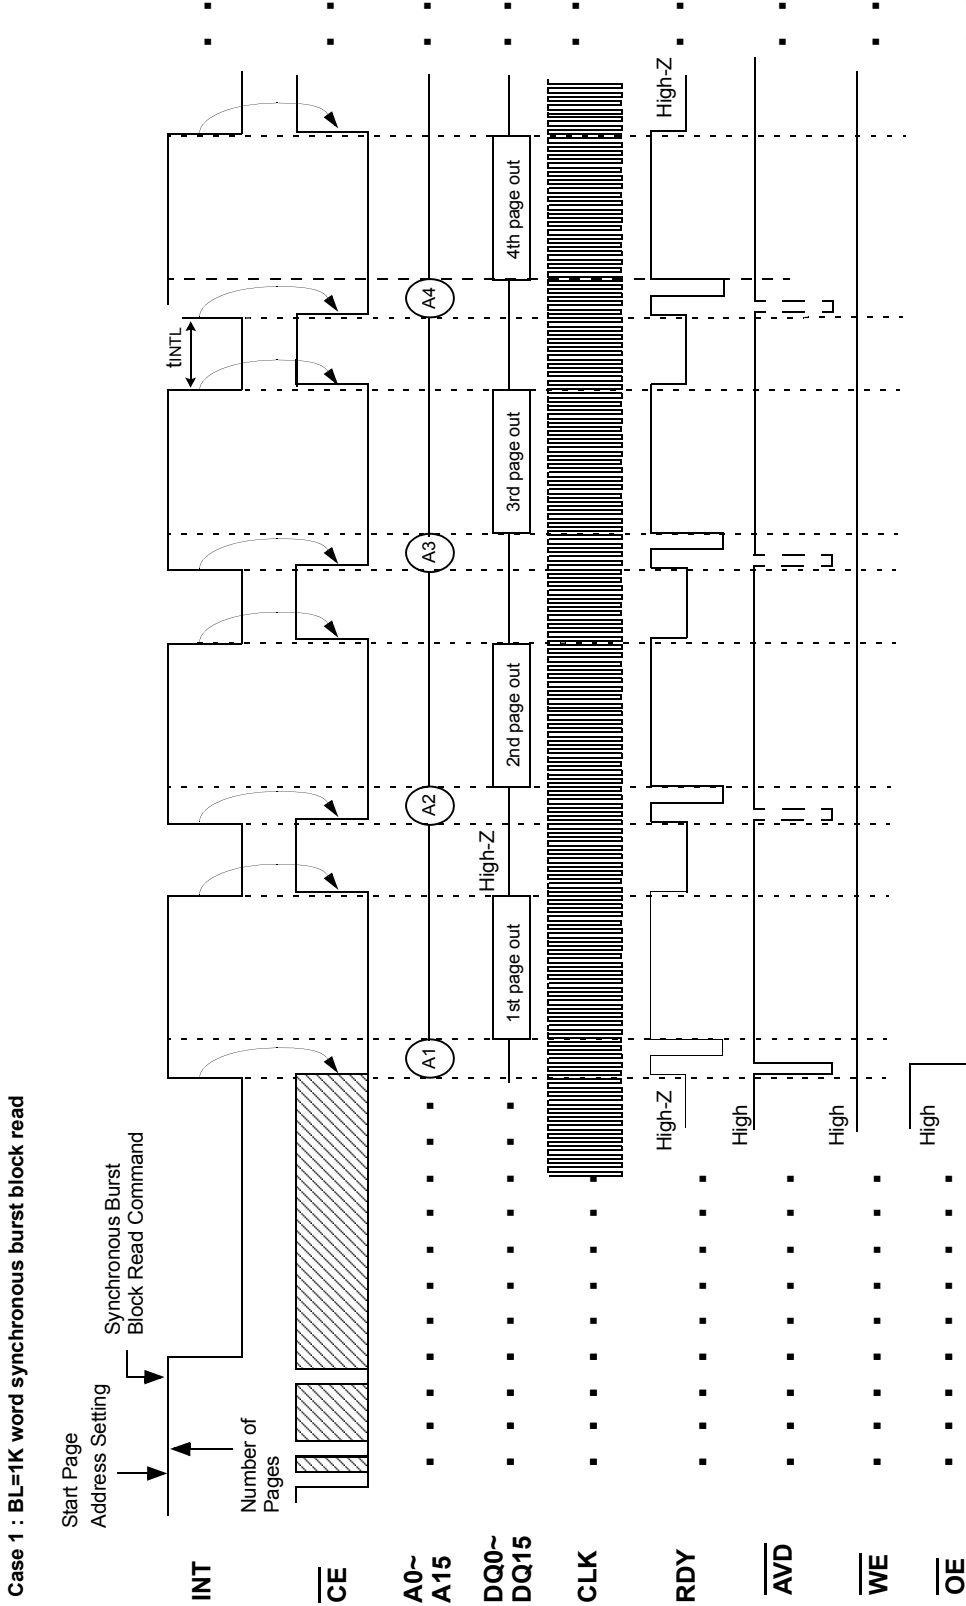 Case 1 : BL=1K word synchronous burst block read
Start Page
Address Setting
Synchronous Burst
Block Read Command
Number of
Pages
tINTL
INT
CE
A0~
A15
A1
A2
A3
A4
DQ0~
DQ15
1st page out
High-Z
2nd page out
3rd page out
4th page out
CLK
RDY
High-Z
High-Z
AVD
High
WE
High
OE
High